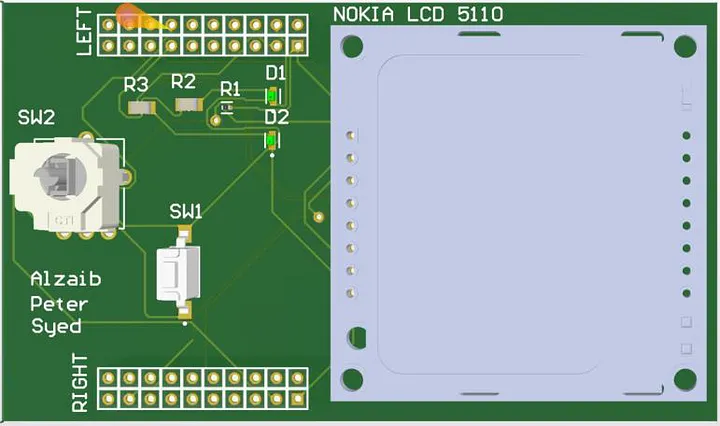 NOKIA LCD 5110
LEFT
D1
R3
R2
R1
D2
SW2
SW1
Alzaib
Peter
Syed
RIGHT